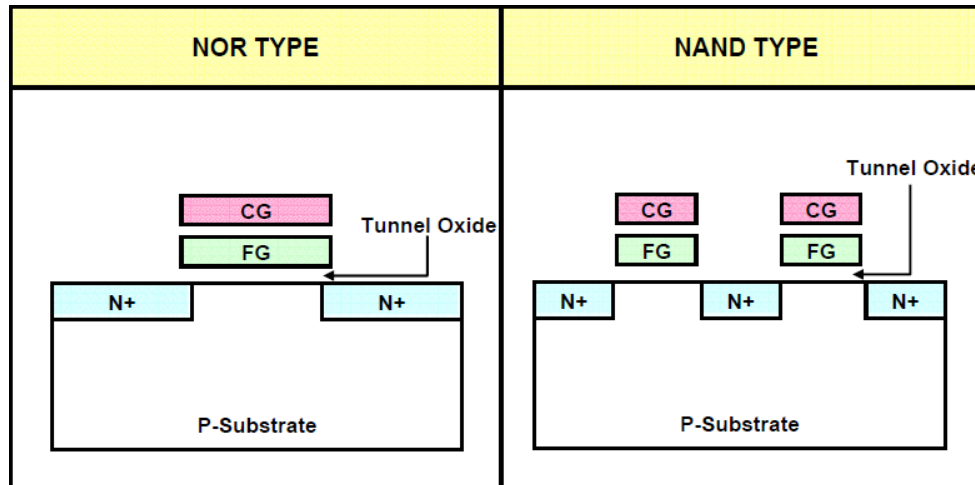 NOR TYPE
CG
FG
Tunnel Oxide
N+
N+
P-Substrate
NAND TYPE
Tunnel Oxide
CG
CG
FG
FG
N+
N+
N+
P-Substrate